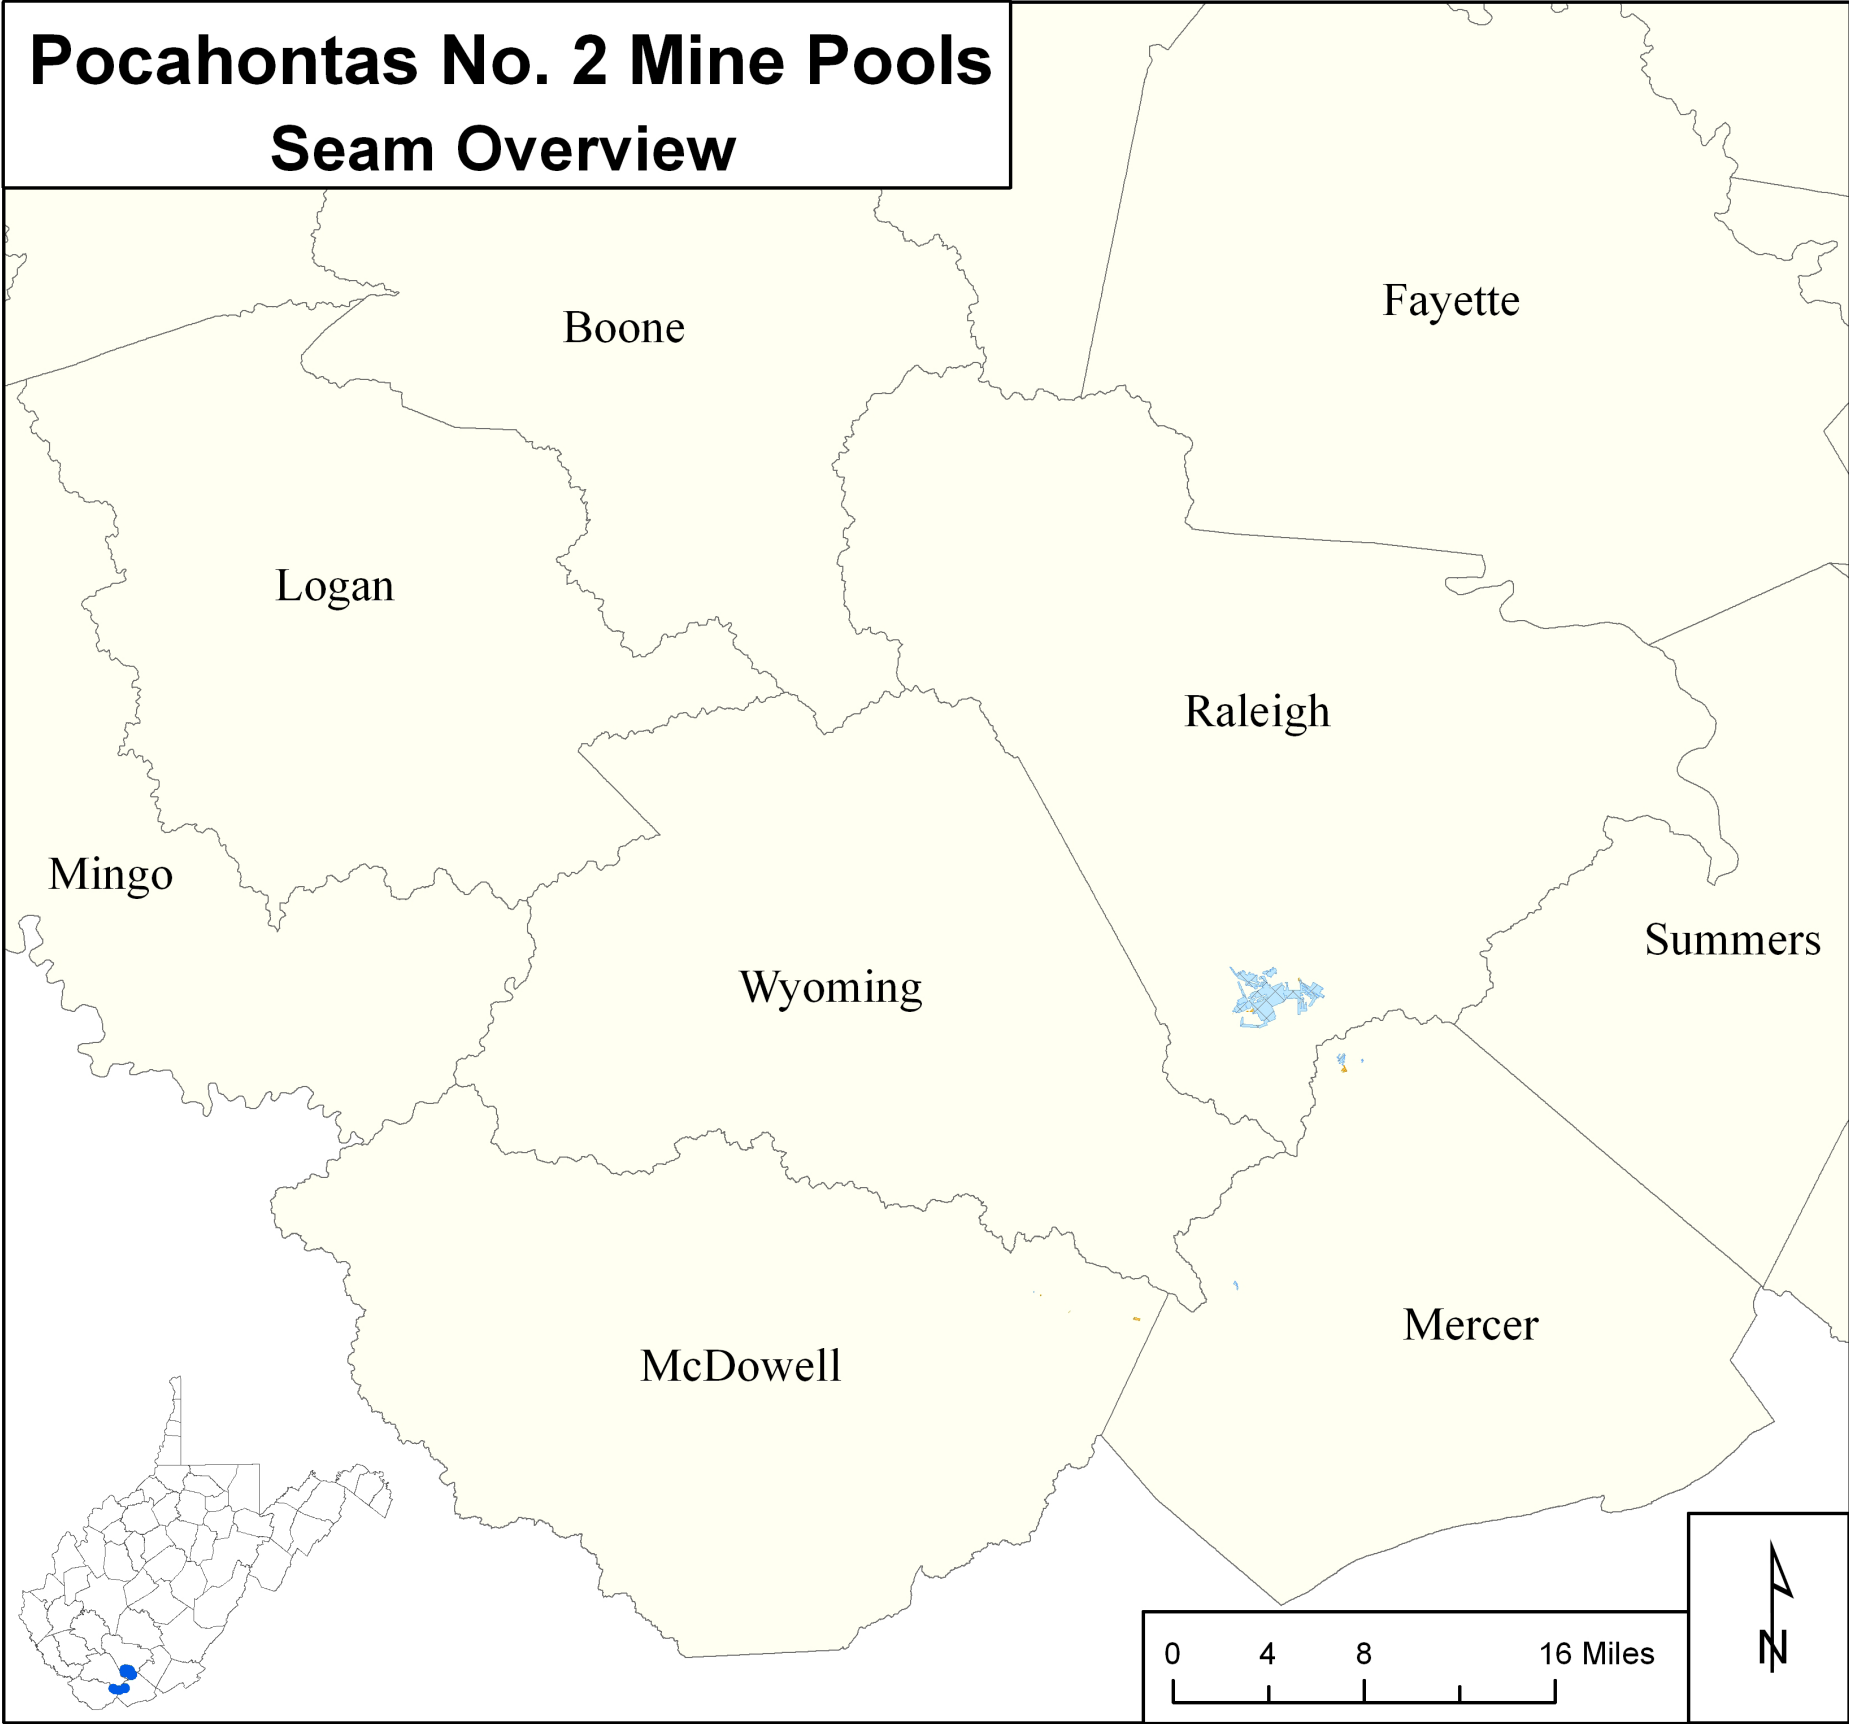 Pocahontas No. 2 Mine Pools
Seam Overview
Fayette
Boone
Logan
Raleigh
Mingo
Summers
Wyoming
Mercer
McDowell
0 4 8 16 Miles
N